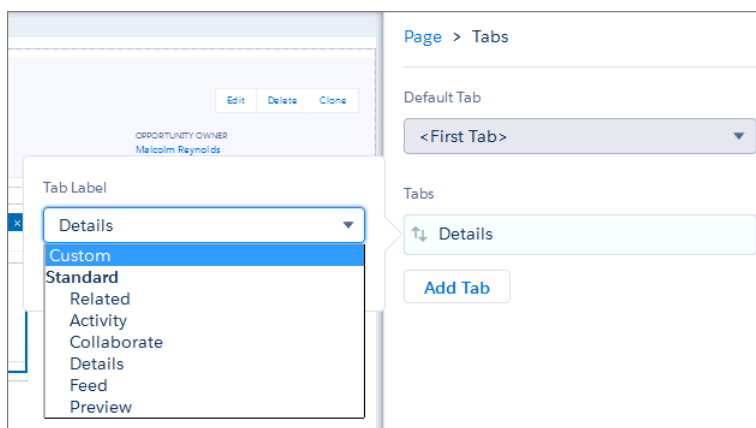 Page > Tabs
Edit Delete Clone
Default Tab
<First Tab>
OPPORTUNITY OWNER
Malcolm Reynolds
Tab Label
Tabs
Details
Details
Custom
Standard
Related
Activity
Collaborate
Details
Feed
Preview
Add Tab